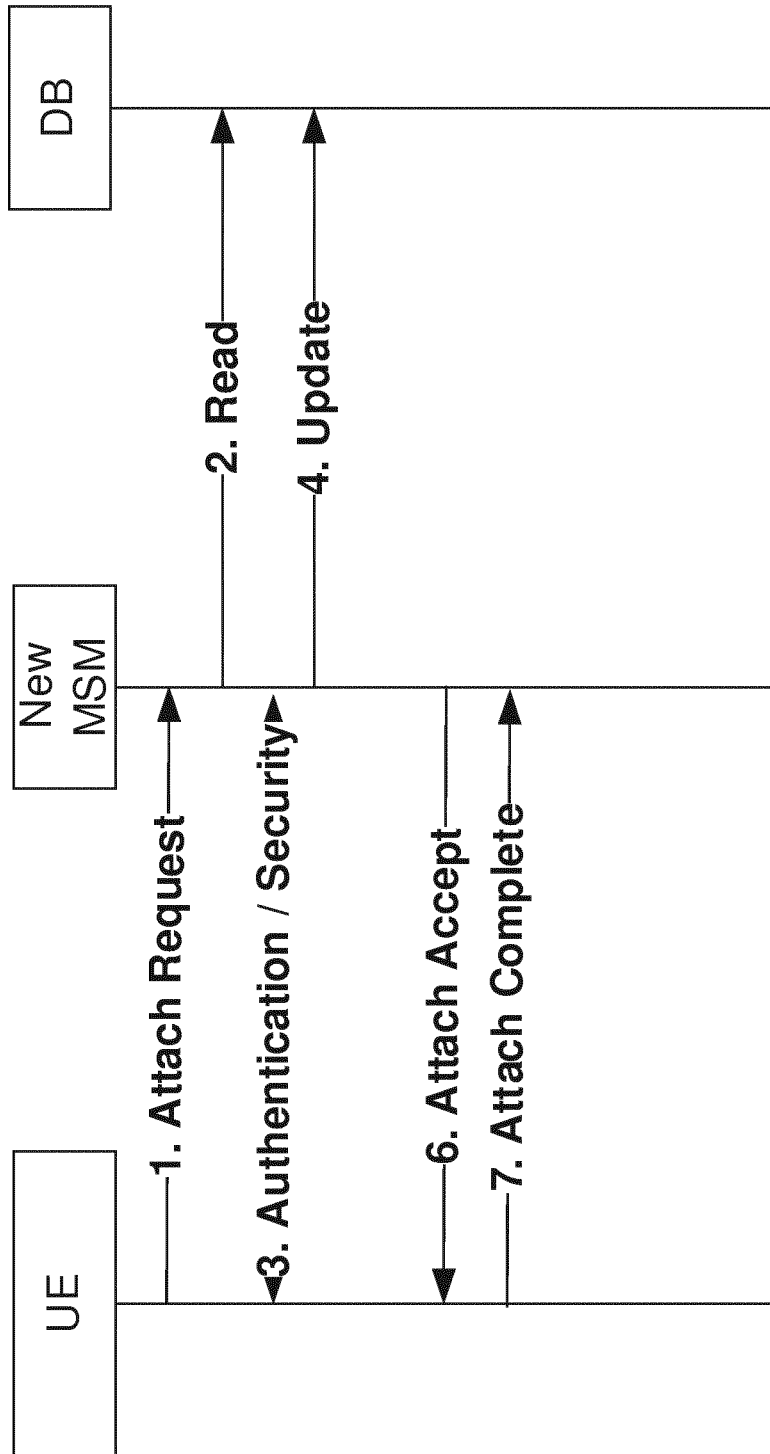 UE
New
MSM
DB
1. Attach Request
2. Read
3. Authentication / Security
4. Update
6. Attach Accept
7. Attach Complete